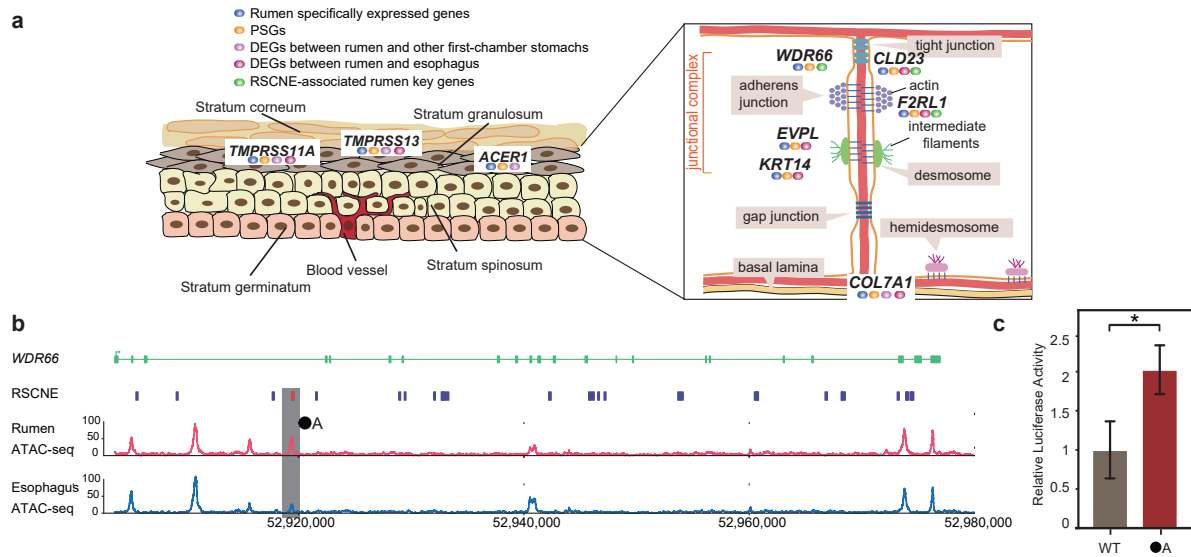 a
Rumen specifically expressed genes
PSGs
DEGs between rumen and other first-chamber stomachs
DEGs between rumen and esophagus
RSCNE-associated rumen key genes
Stratum corneum
Stratum granulosum
TMPRSS11A
TMPRSS13
ACER1
Stratum germinatum
Blood vessel
Stratum spinosum
junctional complex
WDR66
tight junction
CLD23
adherens
junction
actin
F2RL1
EVPL
intermediate
filaments
KRT14
desmosome
gap junction
hemidesmosome
basal lamina
COL7A1
b
WDR66
RSCNE
A
Rumen
ATAC-seq
100
50
0
Esophagus
ATAC-seq
100
50
0
52,920,000
52,940,000
52,960,000
52,980,000
c
Relative Luciferase Activity
2.5
2
1.5
1
0.5
0
*
WT
A